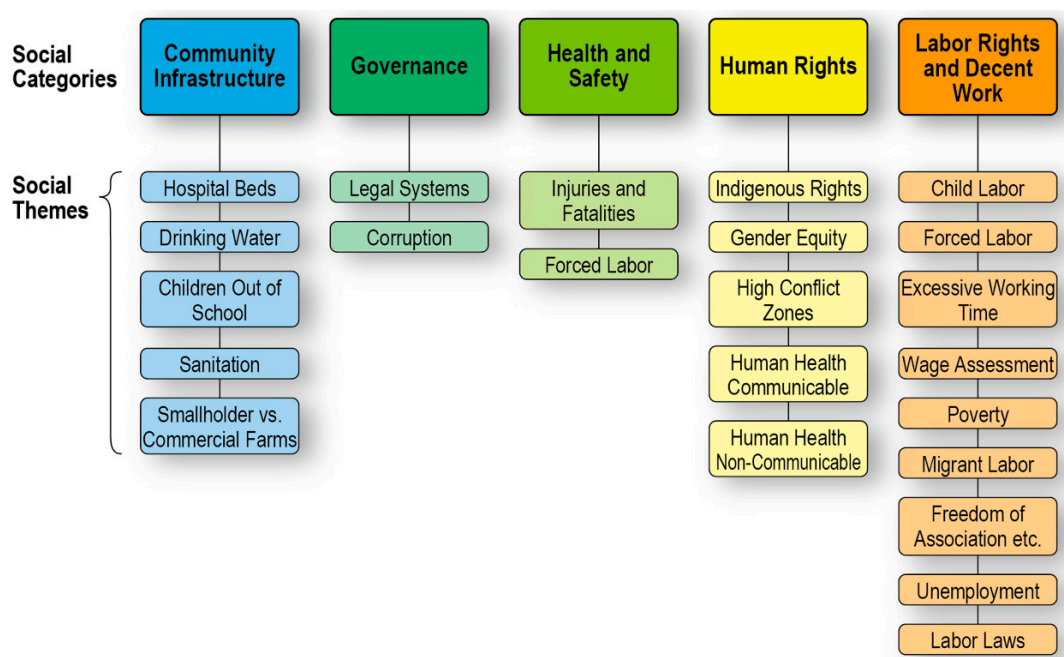 Social
Categories
Community
Infrastructure
Governance
Health and
Safety
Human Rights
Labor Rights
and Decent
Work
Social
Themes
Hospital Beds
Drinking Water
Children Out of
School
Sanitation
Smallholder vs.
Commercial Farms
Legal Systems
Corruption
Injuries and
Fatalities
Forced Labor
Indigenous Rights
Gender Equity
High Conflict
Zones
Human Health
Communicable
Human Health
Non-Communicable
Child Labor
Forced Labor
Excessive Working
Time
Wage Assessment
Poverty
Migrant Labor
Freedom of
Association etc.
Unemployment
Labor Laws